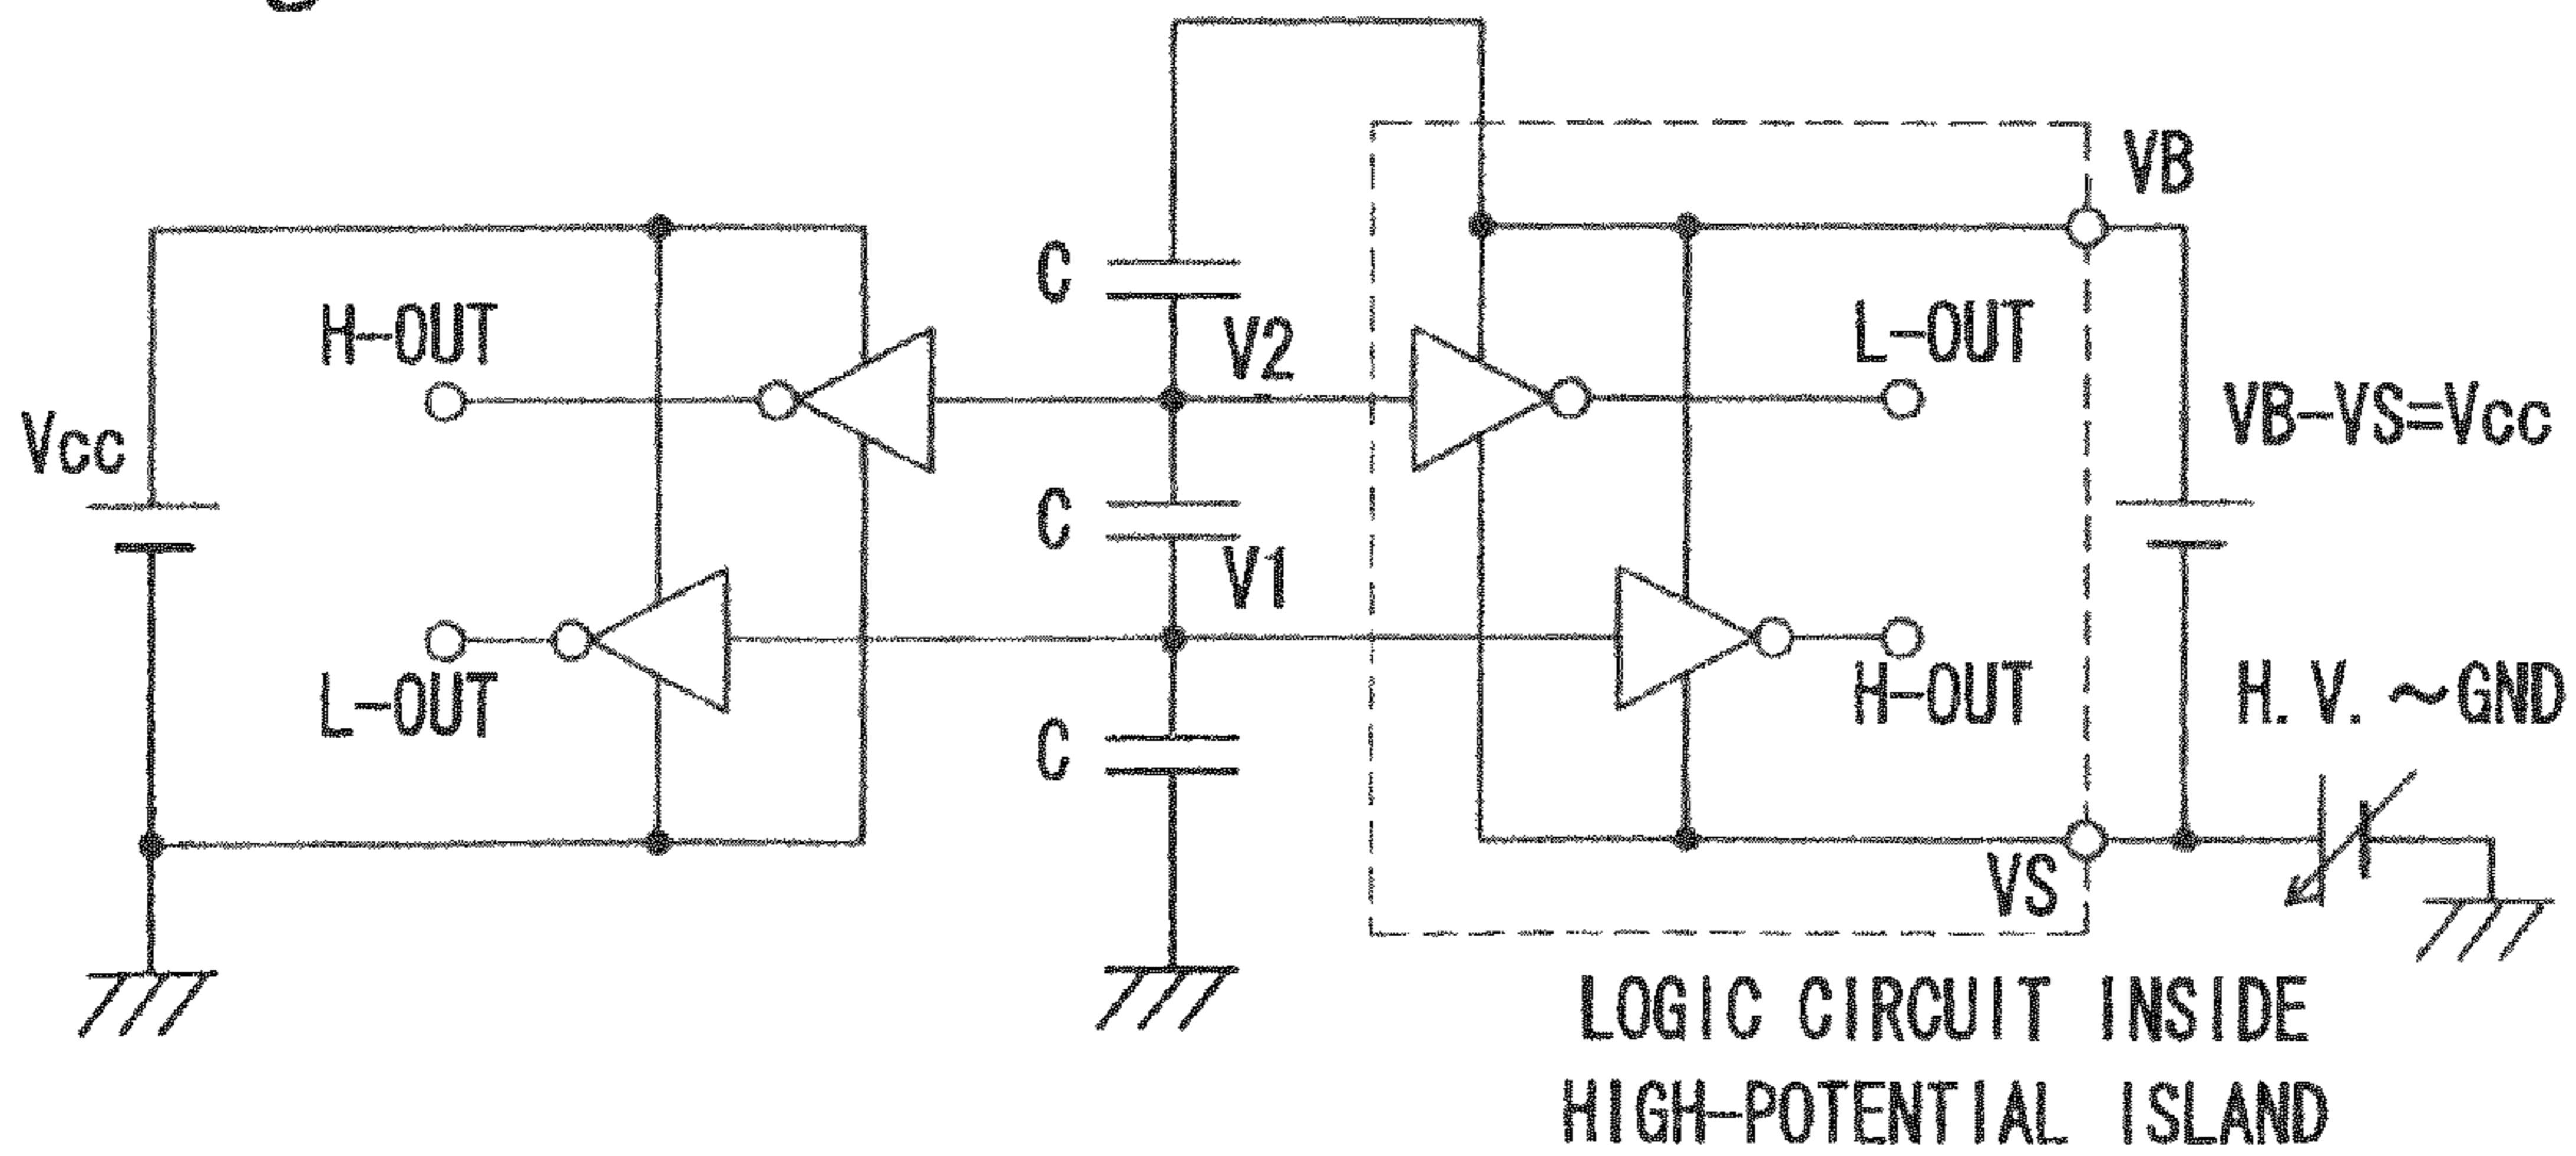 VB
C
V2
H-OUT
L-OUT
Vcc
VB-VS=Vcc
C
V1
L-OUT
H-OUT
H. V. ~GND
C
VS
LOGIC CIRCUIT INSIDE
HIGH-POTENTIAL ISLAND